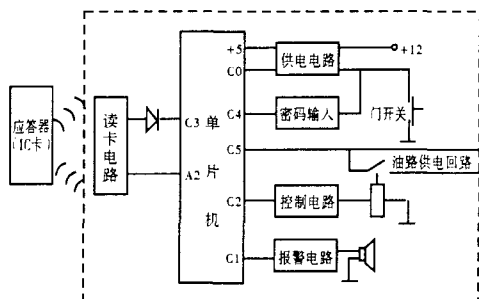 应答器
(IC卡)
读卡电路
单片机
+5
C0
C3
C4
C5
A2
C2
C1
供电电路
+12
密码输入
门开关
油路供电回路
控制电路
报警电路